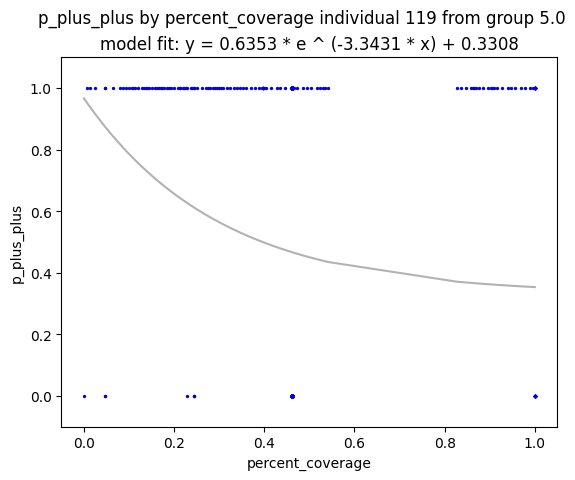 p_plus_plus by percent_coverage individual 119 from group 5.0
model fit: y = 0.6353 * e ^ (-3.3431 * x) + 0.3308
1.0
0.8
0.6
0.4
0.2
0.0
p_plus_plus
0.0 0.2 0.4 0.6 0.8 1.0
percent_coverage